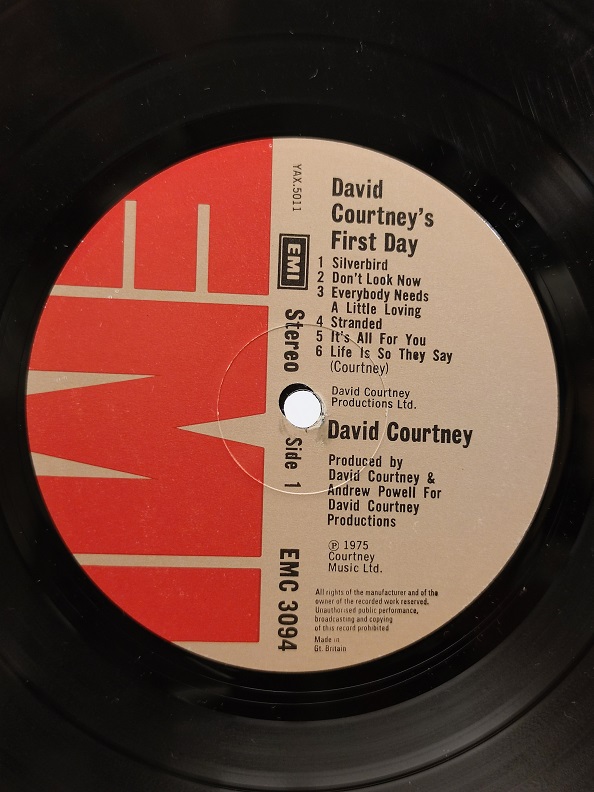 David
Courtney's
First Day
1 Silverbird
2 Don't Look Now
3 Everybody Needs
A Little Loving
4 Stranded
5 It's All For You
6 Life Is So They Say
(Courtney)
David Courtney
Productions Ltd.
David Courtney
Produced by
David Courtney &
Andrew Powell For
David Courtney
Productions
℗ 1975
Courtney
Music Ltd.
All rights of the manufacturer and of the
owner of the recorded work reserved.
Unauthorised public performance,
broadcasting and copying
of this record prohibited
Made in
Gt. Britain
YAX.5011
EMI
Stereo
Side 1
EMC 3094
EMI